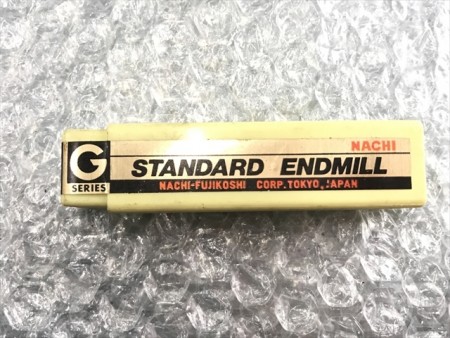 G
SERIES
NACHI
STANDARD ENDMILL
NACHI-FUJIKOSHI CORP. TOKYO, JAPAN